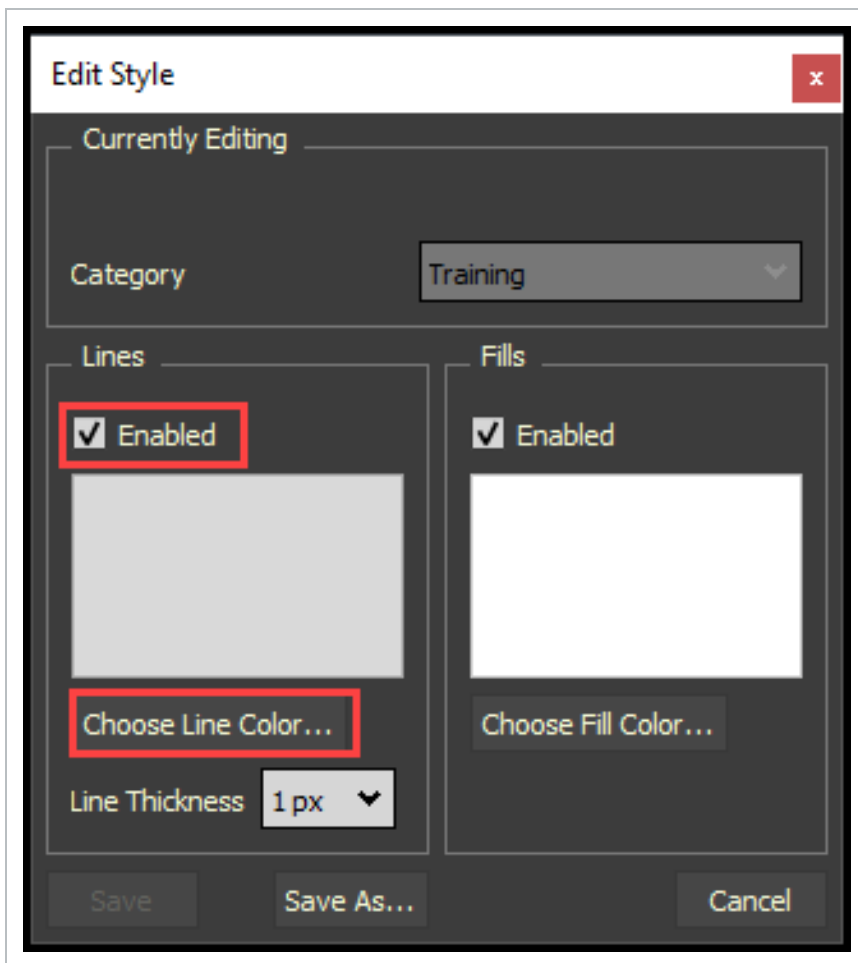 Edit Style
x
Currently Editing
Category
Training
Lines
Fills
Enabled
Enabled
Choose Line Color...
Choose Fill Color...
Line Thickness
1 px
Save
Save As...
Cancel